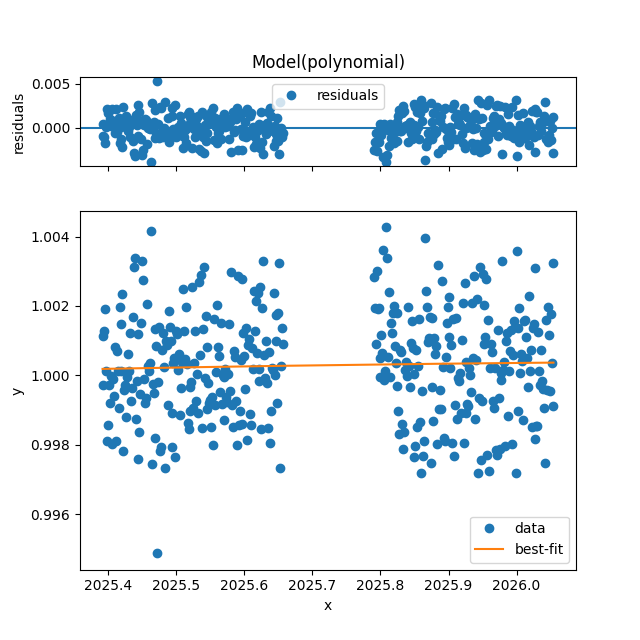 Model(polynomial)
0.005
0.000
residuals
residuals
1.004
1.002
1.000
0.998
0.996
y
data
best-fit
2025.4 2025.5 2025.6 2025.7 2025.8 2025.9 2026.0
x